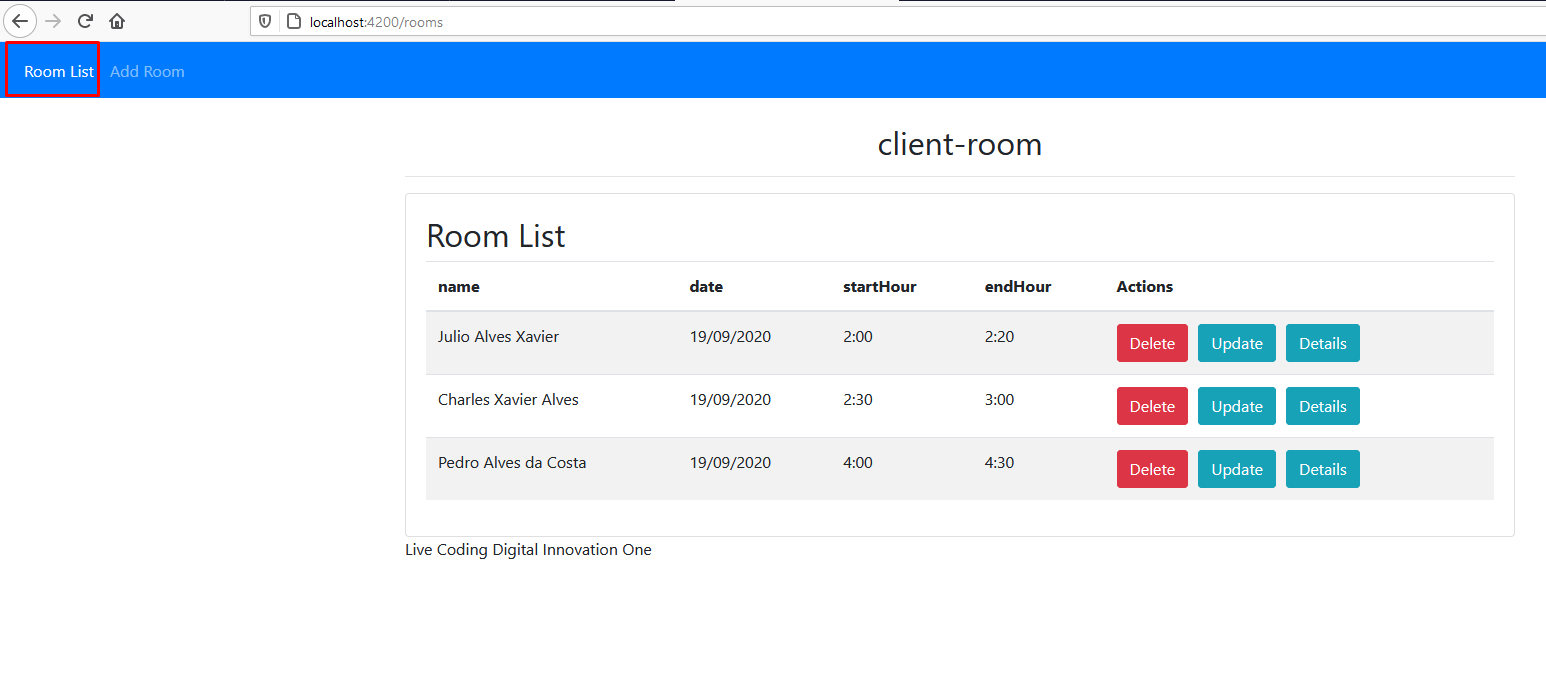 localhost:4200/rooms
Room List Add Room
client-room
Room List
name date startHour endHour Actions
Julio Alves Xavier 19/09/2020 2:00 2:20 Delete Update Details
Charles Xavier Alves 19/09/2020 2:30 3:00 Delete Update Details
Pedro Alves da Costa 19/09/2020 4:00 4:30 Delete Update Details
Live Coding Digital Innovation One